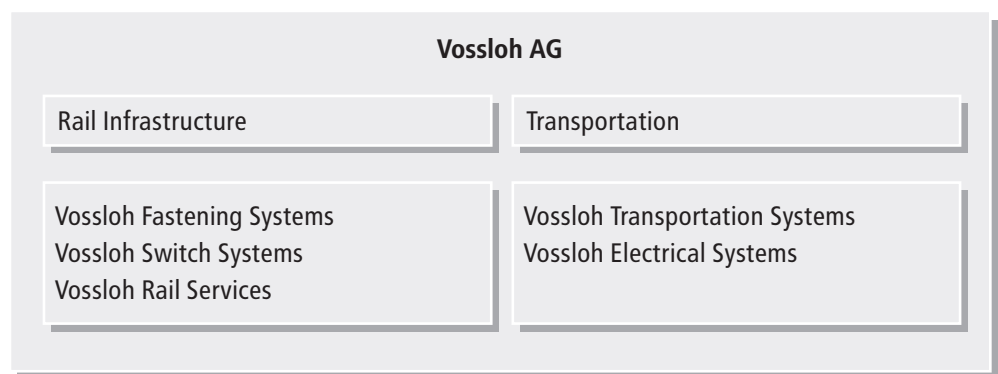 Vossloh AG
Rail Infrastructure
Transportation
Vossloh Fastening Systems
Vossloh Switch Systems
Vossloh Rail Services
Vossloh Transportation Systems
Vossloh Electrical Systems